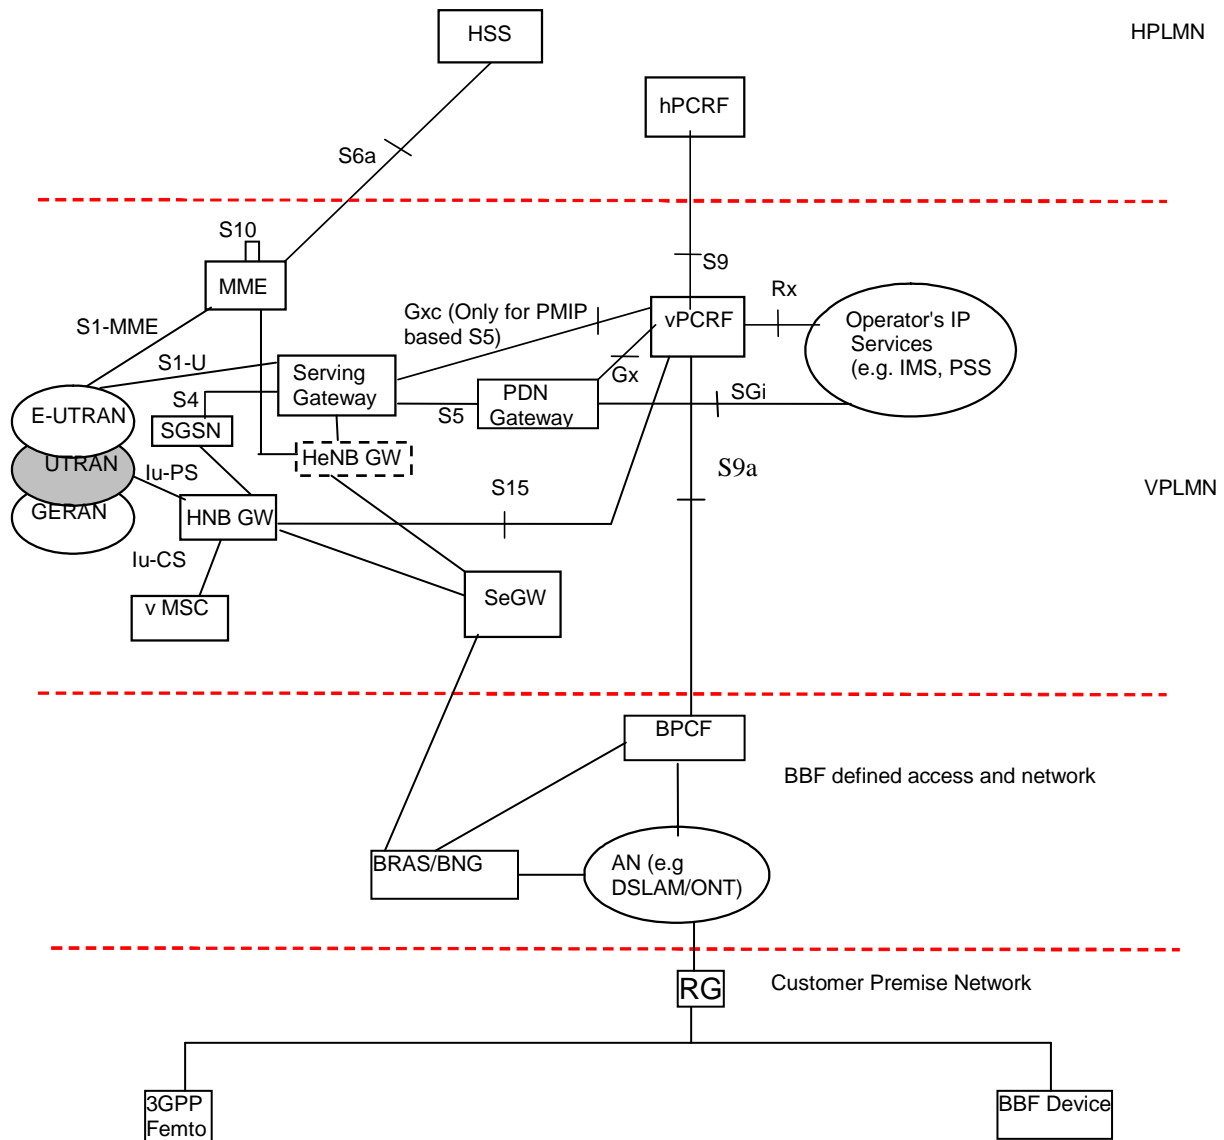 HSS
HPLMN
hPCRF
S6a
S10
S9
MME
Rx
Gxc (Only for PMIP
based S5)
vPCRF
Operator's IP
Services
(e.g. IMS, PSS
S1-MME
S1-U
Serving
Gateway
Gx
PDN
Gateway
SGi
S4
S5
E-UTRAN
SGSN
HeNB GW
UTRAN
Iu-PS
S9a
S15
VPLMN
GERAN
HNB GW
Iu-CS
SeGW
v MSC
BPCF
BBF defined access and network
BRAS/BNG
AN (e.g
DSLAM/ONT)
RG
Customer Premise Network
3GPP
Femto
BBF Device